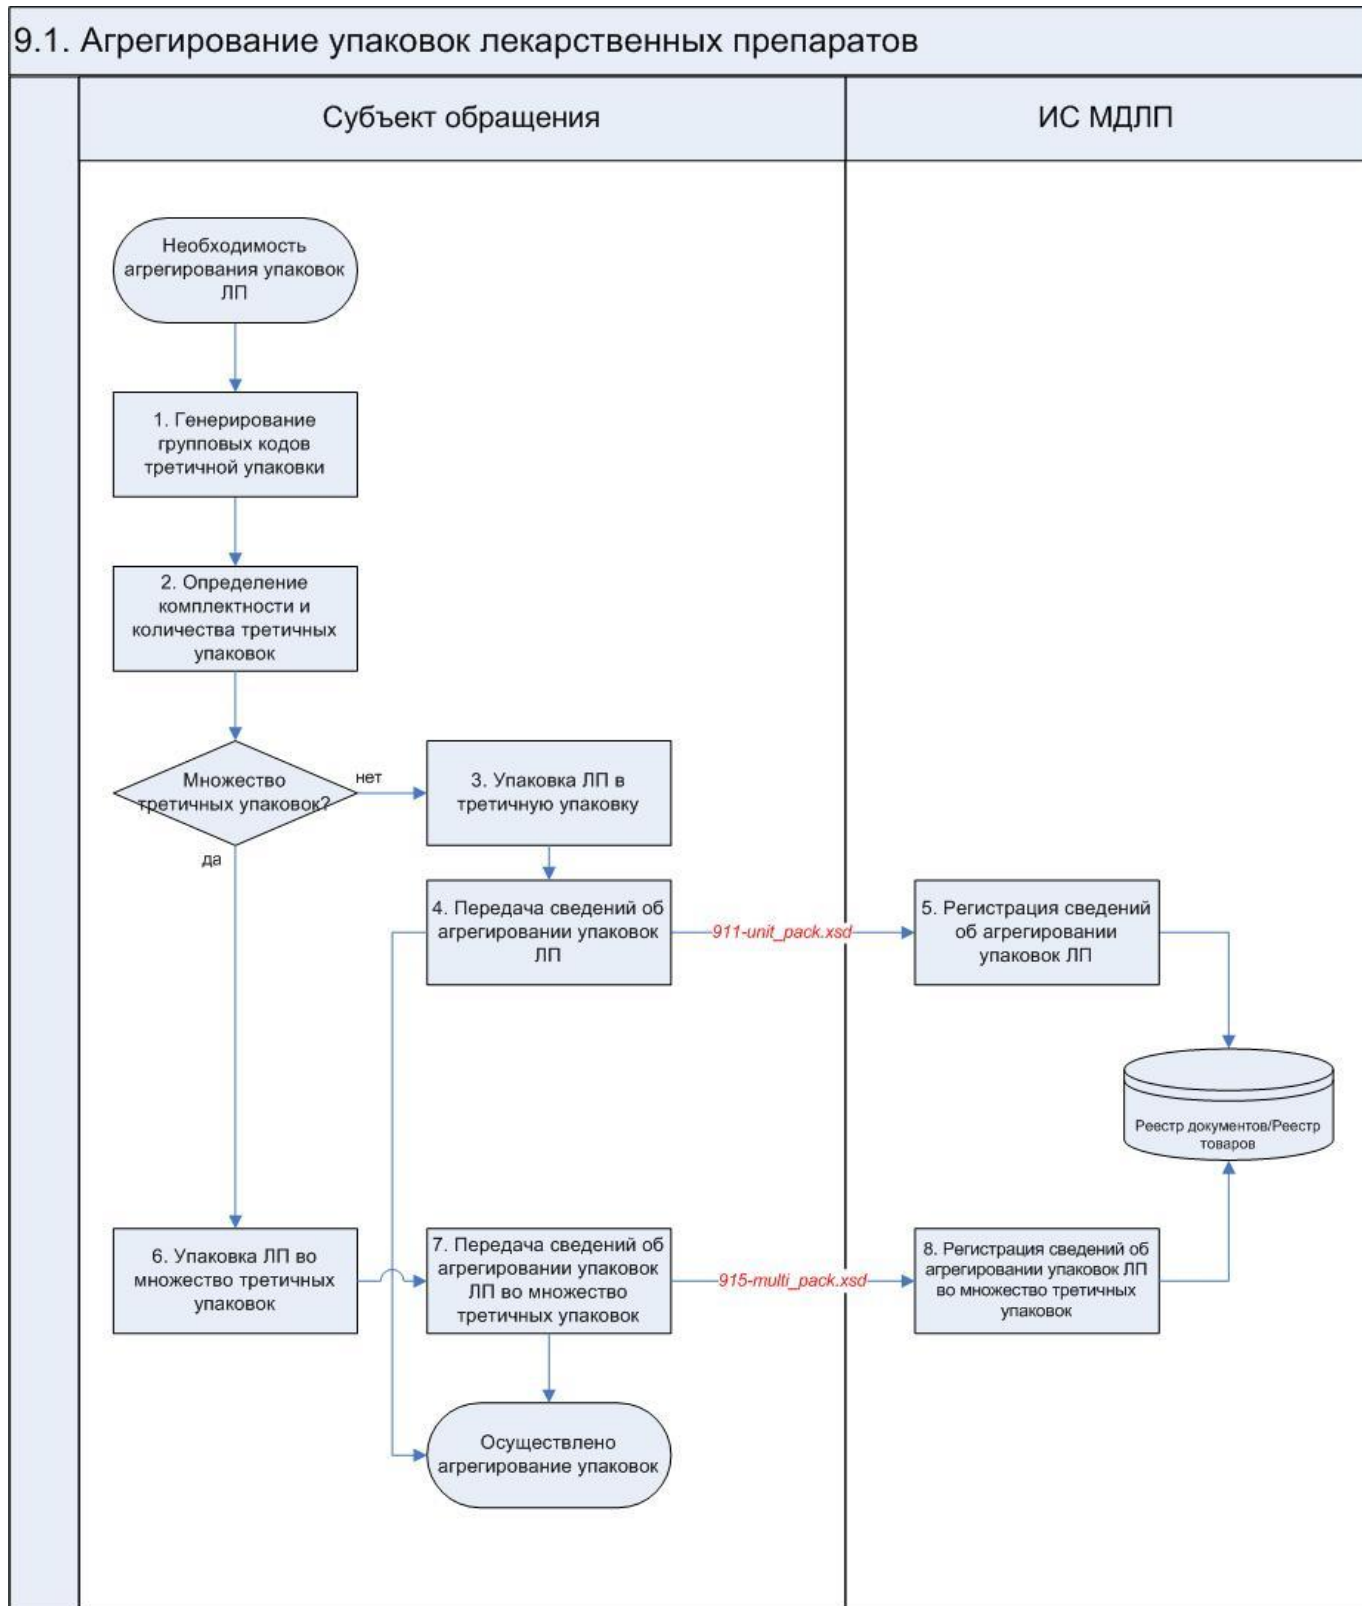 9.1. Агрегирование упаковок лекарственных препаратов
Субъект обращения
ИС МДЛП
Необходимость
агрегирования упаковок
ЛП
1. Генерирование
групповых кодов
третичной упаковки
2. Определение
комплектности и
количества третичных
упаковок
Множество
третичных упаковок?
нет
да
3. Упаковка ЛП в
третичную упаковку
4. Передача сведений об
агрегировании упаковок
ЛП
911-unit_pack.xsd
5. Регистрация сведений
об агрегировании
упаковок ЛП
Реестр документов/Реестр
товаров
6. Упаковка ЛП во
множество третичных
упаковок
7. Передача сведений об
агрегировании упаковок
ЛП во множество
третичных упаковок
915-multi_pack.xsd
8. Регистрация сведений об
агрегировании упаковок ЛП
во множество третичных
упаковок
Осуществлено
агрегирование упаковок